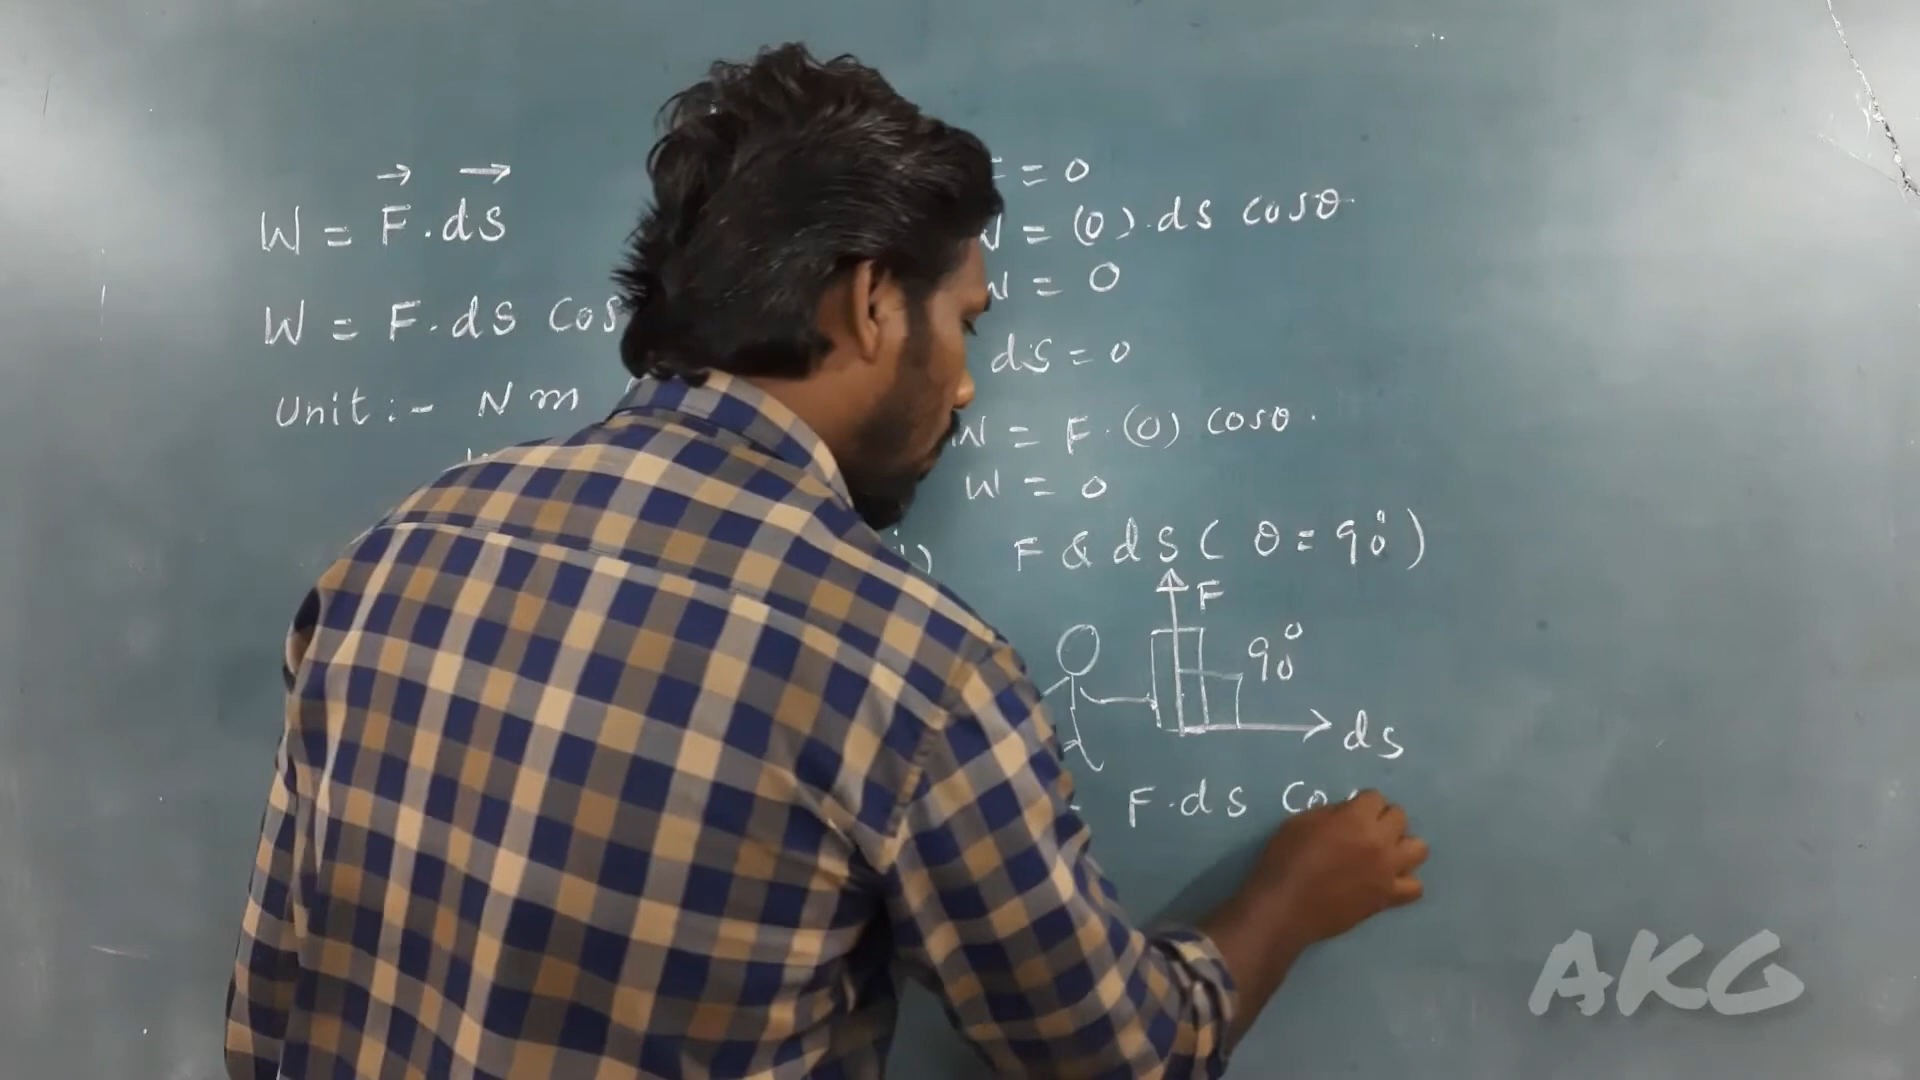 W = F . ds
W = F . ds cos
Unit :- N m
= 0
= (0) . ds cosθ
= 0
ds = 0
W = F . (0) cosθ .
W = 0
F & ds ( θ = 90° )
F
90°
ds
F . ds Cos
AKG